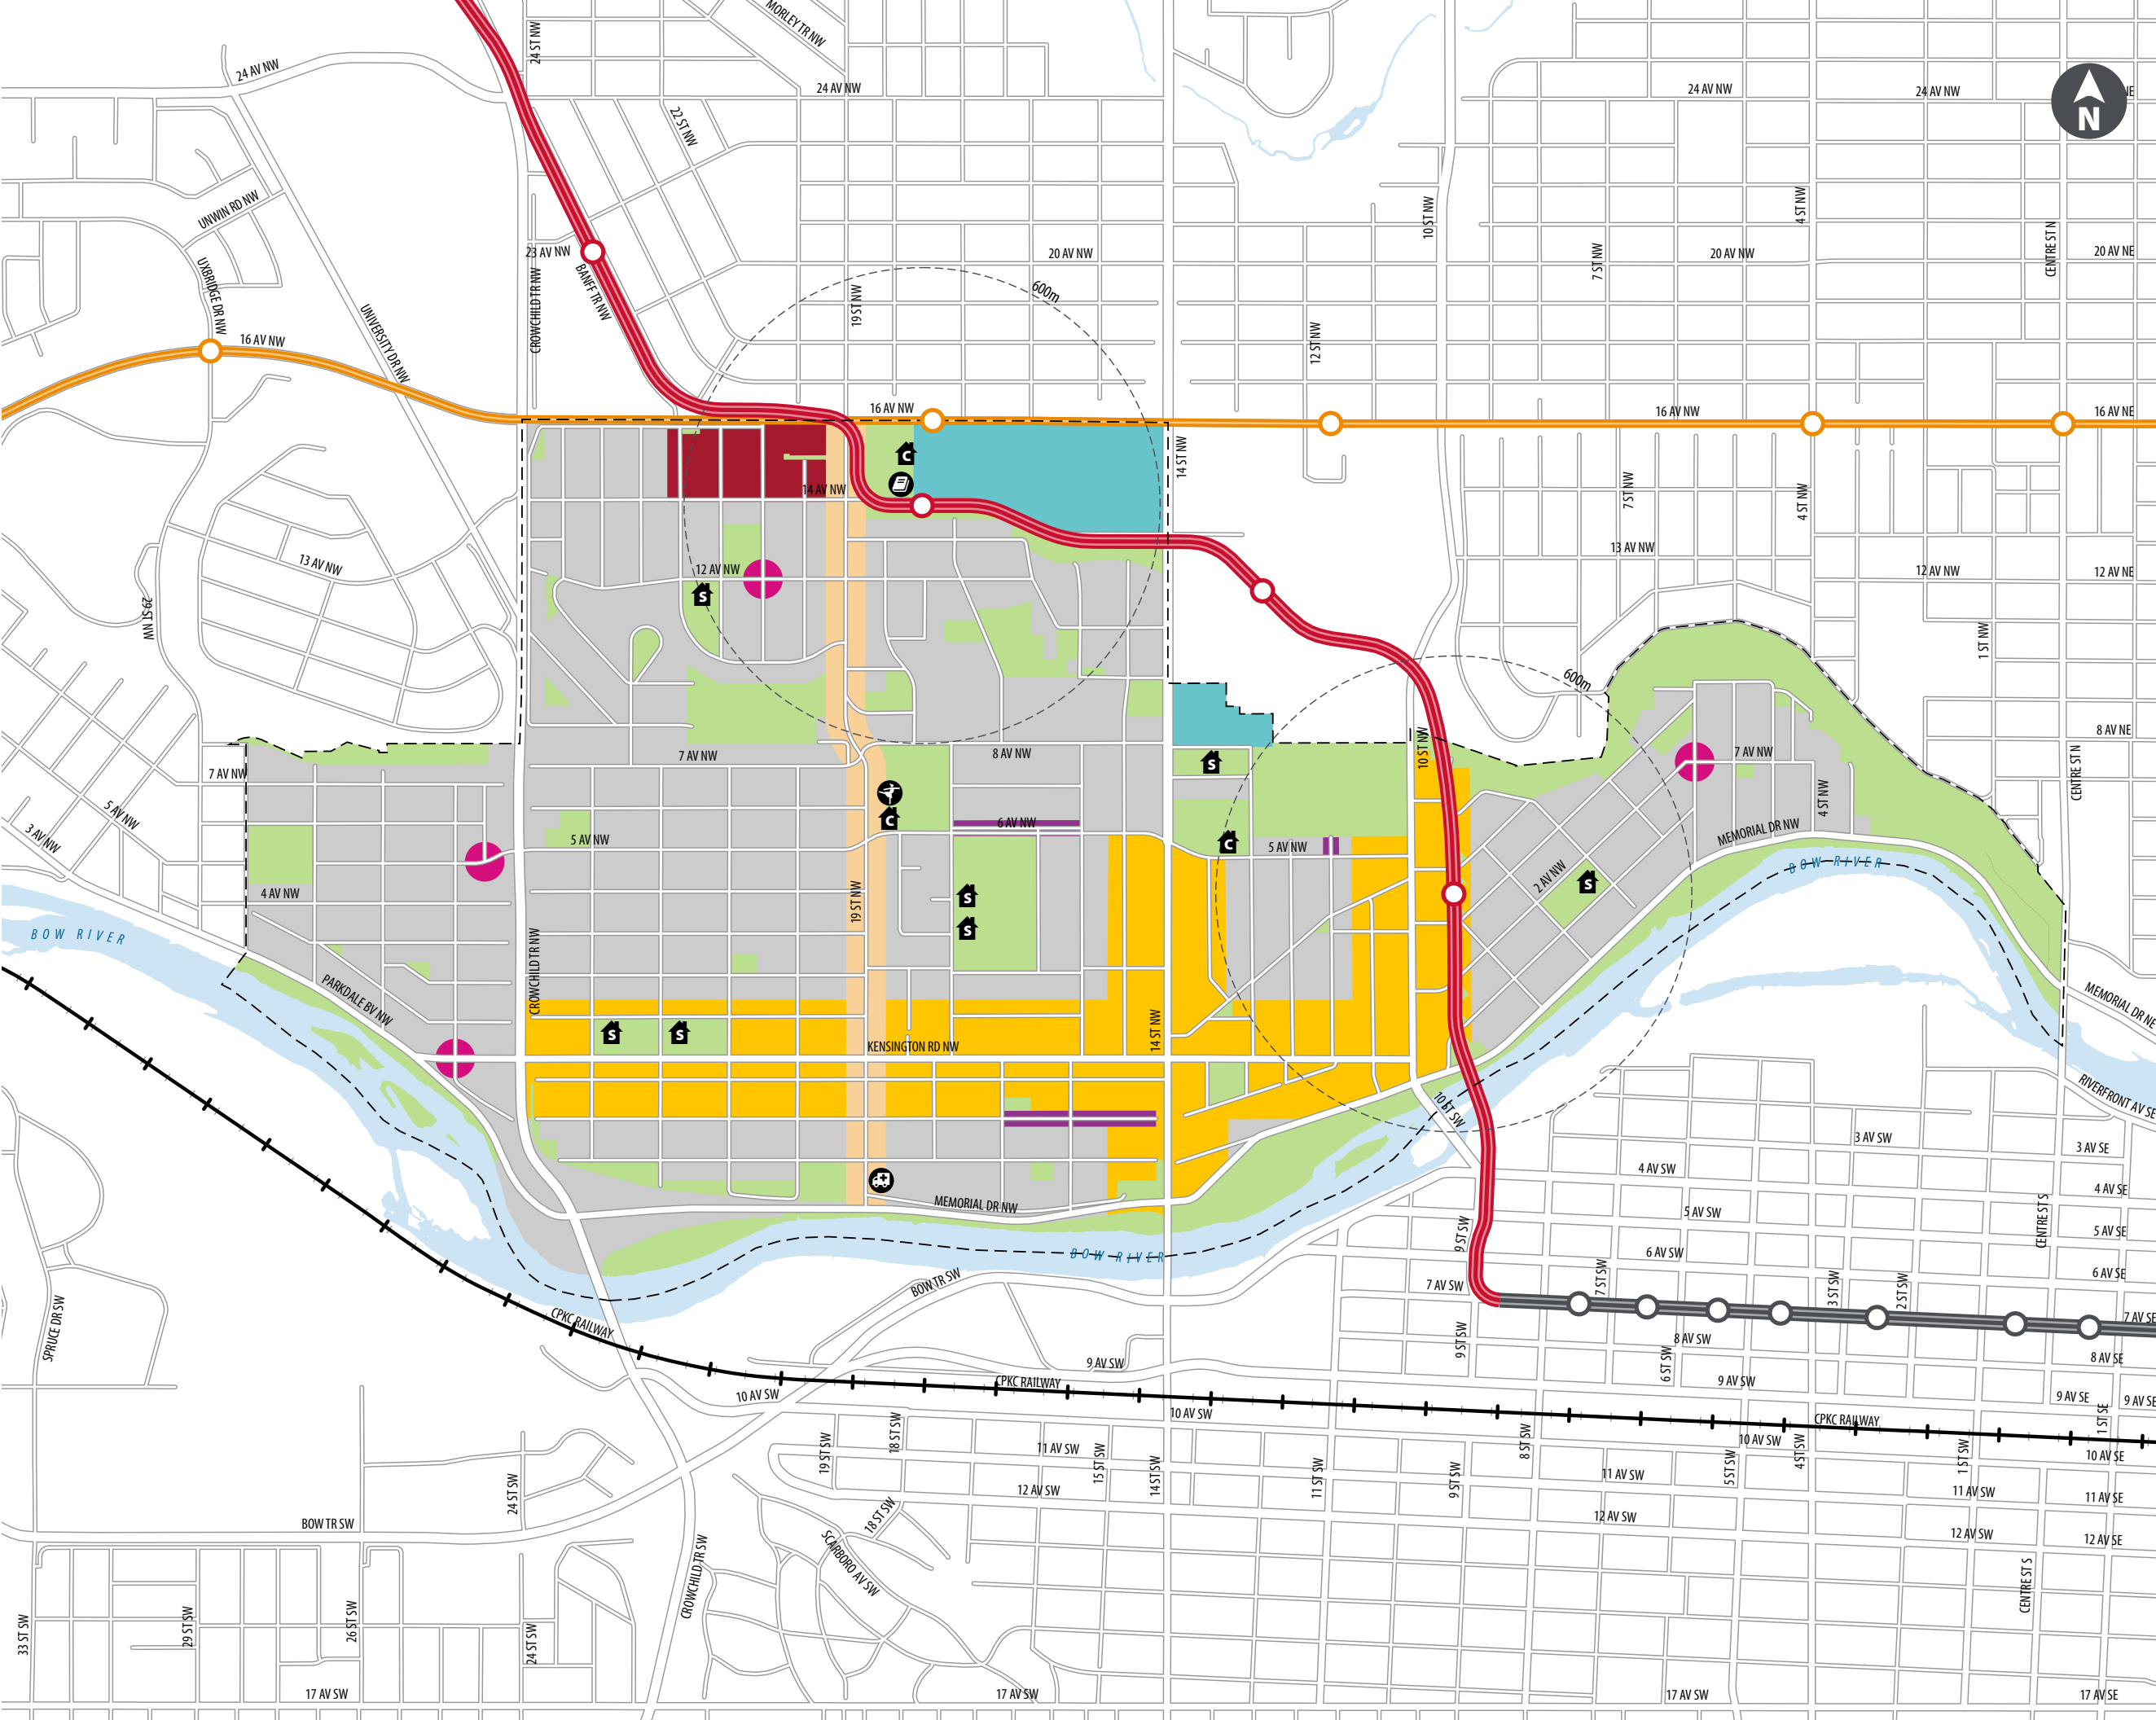 MORLEY TR NW
24 ST NW
24 AV NW
24 AV NW
24 AV NW
24 AV NW
NE
N
22 ST NW
UNWIN RD NW
10 ST NW
4 ST NW
CENTRE ST N
23 AV NW
20 AV NW
20 AV NW
20 AV NE
7 ST NW
UXBRIDGE DR NW
BANFF TR NW
CROWCHILD TR NW
600m
19 ST NW
UNIVERSITY DR NW
16 AV NW
12 ST NW
16 AV NW
16 AV NW
16 AV NE
C
14 ST NW
14 AV NW
7 ST NW
4 ST NW
13 AV NW
13 AV NW
12 AV NW
12 AV NW
12 AV NE
S
29 ST NW
1 ST NW
600m
10 ST NW
8 AV NE
7 AV NW
8 AV NW
7 AV NW
7 AV NW
S
CENTRE ST N
4 ST NW
5 AV NW
3 AV NW
C
6 AV NW
5 AV NW
C
5 AV NW
MEMORIAL DR NW
BOW RIVER
2 AV NW
S
4 AV NW
19 ST NW
S
S
BOW RIVER
CROWCHILD TR NW
PARKDALE BV NW
MEMORIAL DR NE
S
S
14 ST NW
KENSINGTON RD NW
RIVERFRONT AV SE
10 ST SW
3 AV SW
3 AV SE
4 AV SW
4 AV SE
MEMORIAL DR NW
5 AV SW
5 AV SE
CENTRE ST S
9 ST SW
6 AV SW
6 AV SE
BOW RIVER
BOW TR SW
7 AV SW
7 ST SW
3 ST SW
2 ST SW
7 AV SE
SPRUCE DR SW
CPKC RAILWAY
9 ST SW
8 AV SW
8 AV SE
9 AV SW
6 ST SW
CPKC RAILWAY
9 AV SW
9 AV SE
9 AV SE
10 AV SW
10 AV SW
CPKC RAILWAY
1 ST SE
10 AV SW
10 AV SE
19 ST SW
18 ST SW
11 AV SW
15 ST SW
14 ST SW
11 ST SW
9 ST SW
8 ST SW
11 AV SW
5 ST SW
4 ST SW
1 ST SW
24 ST SW
12 AV SW
11 AV SW
11 AV SE
BOW TR SW
18 ST SW
12 AV SW
12 AV SW
12 AV SE
SCARBORO AV SW
CROWCHILD TR SW
CENTRE ST S
33 ST SW
29 ST SW
26 ST SW
24 ST SW
17 AV SW
17 AV SW
17 AV SW
17 AV SE